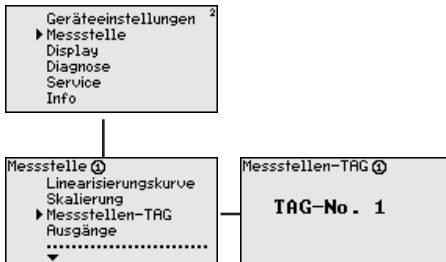 Geräteeinstellungen 2
Messstelle
Display
Diagnose
Service
Info
Messstelle ①
Linearisierungskurve
Skalierung
Messstellen-TAG
Ausgänge
Messstellen-TAG ①
TAG-No. 1